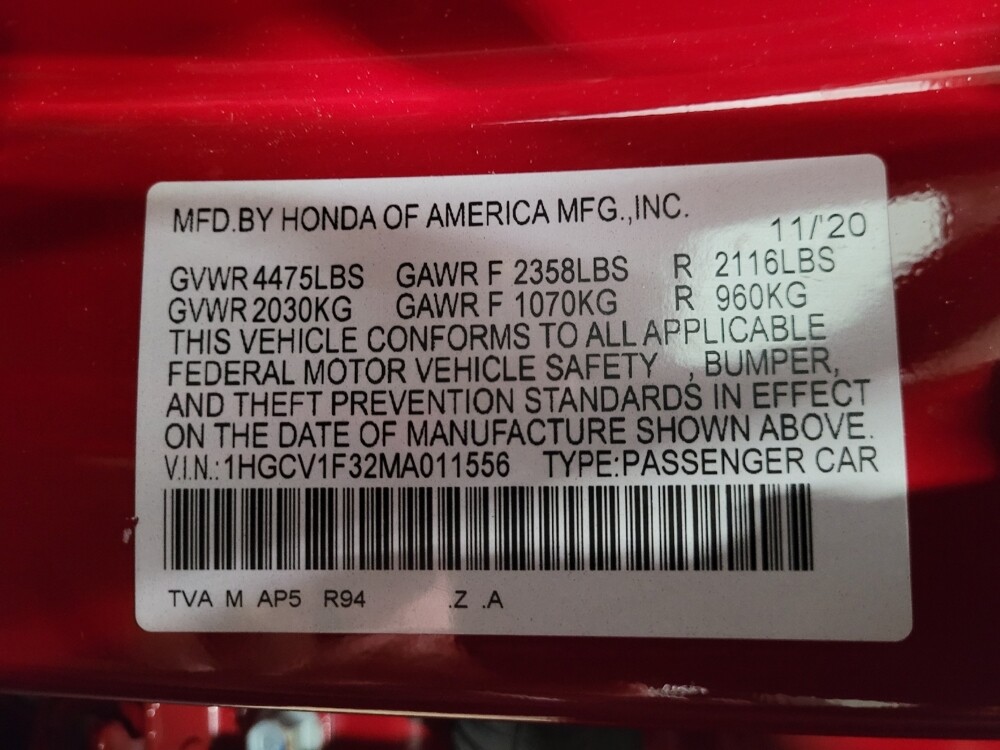 MFD.BY HONDA OF AMERICA MFG.,INC.
11/'20
GVWR 4475LBS GAWR F 2358LBS R 2116LBS
GVWR 2030KG GAWR F 1070KG R 960KG
THIS VEHICLE CONFORMS TO ALL APPLICABLE
FEDERAL MOTOR VEHICLE SAFETY , BUMPER,
AND THEFT PREVENTION STANDARDS IN EFFECT
ON THE DATE OF MANUFACTURE SHOWN ABOVE.
V.I.N.:1HGCV1F32MA011556 TYPE:PASSENGER CAR
TVA M AP5 R94 .Z .A